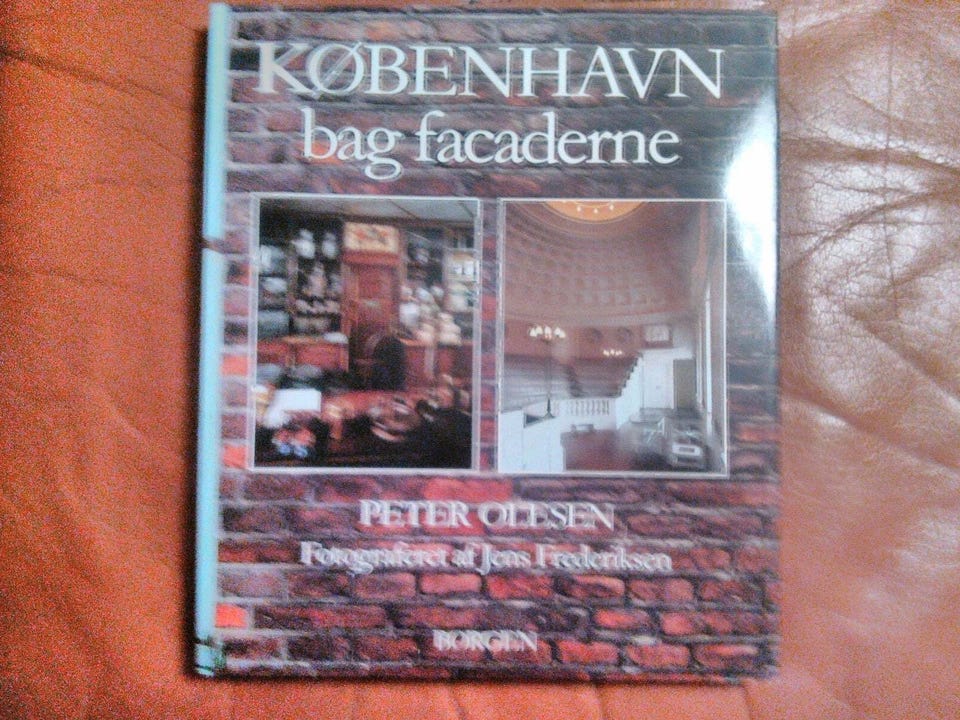 KØBENHAVN
bag facaderne
PETER OLESEN
Fotograferet af Jens Frederiksen
BORGEN